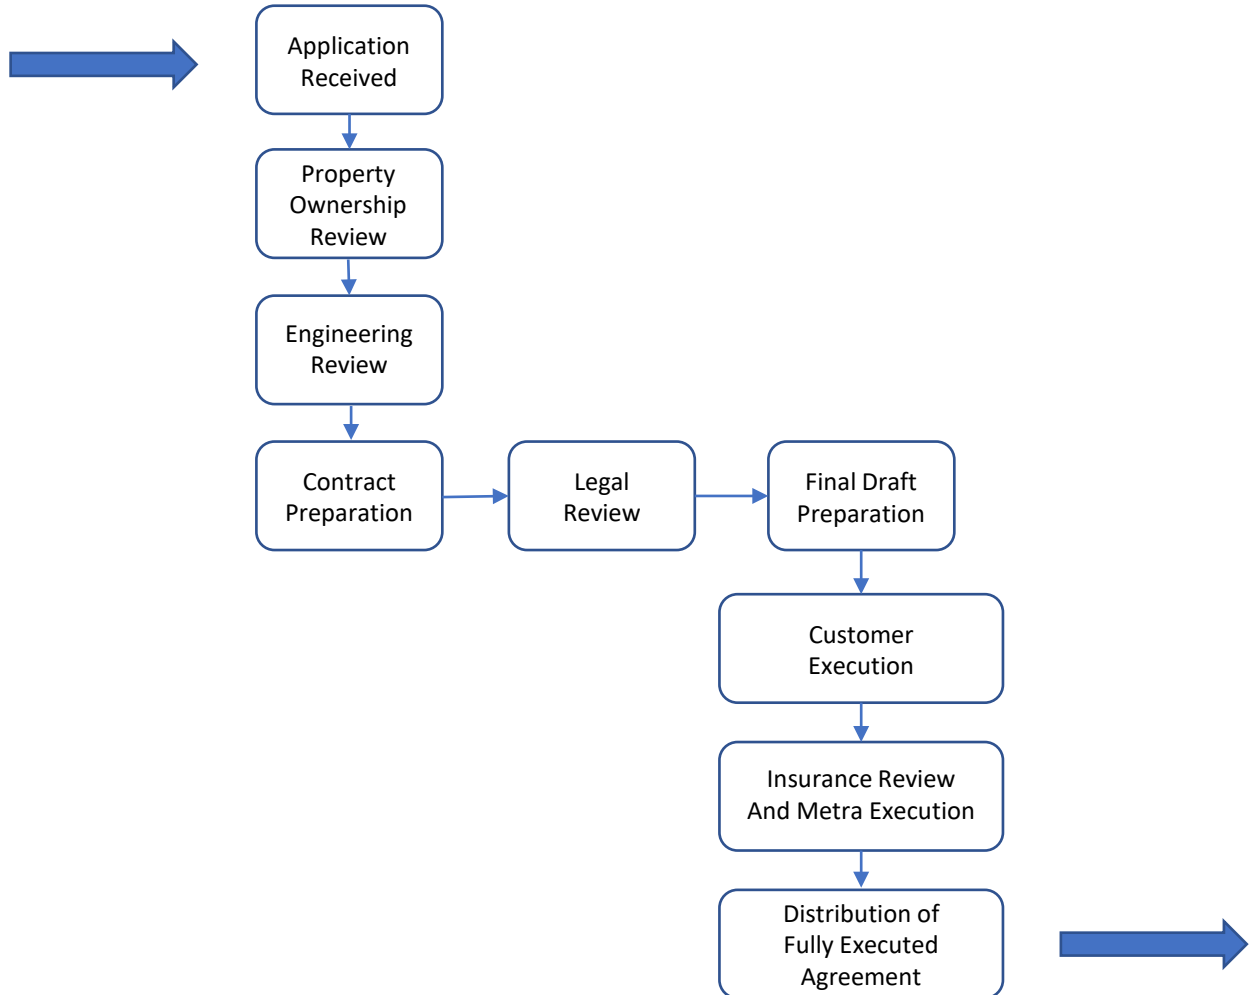 Application
Received
Property
Ownership
Review
Engineering
Review
Contract
Preparation
Legal
Review
Final Draft
Preparation
Customer
Execution
Insurance Review
And Metra Execution
Distribution of
Fully Executed
Agreement